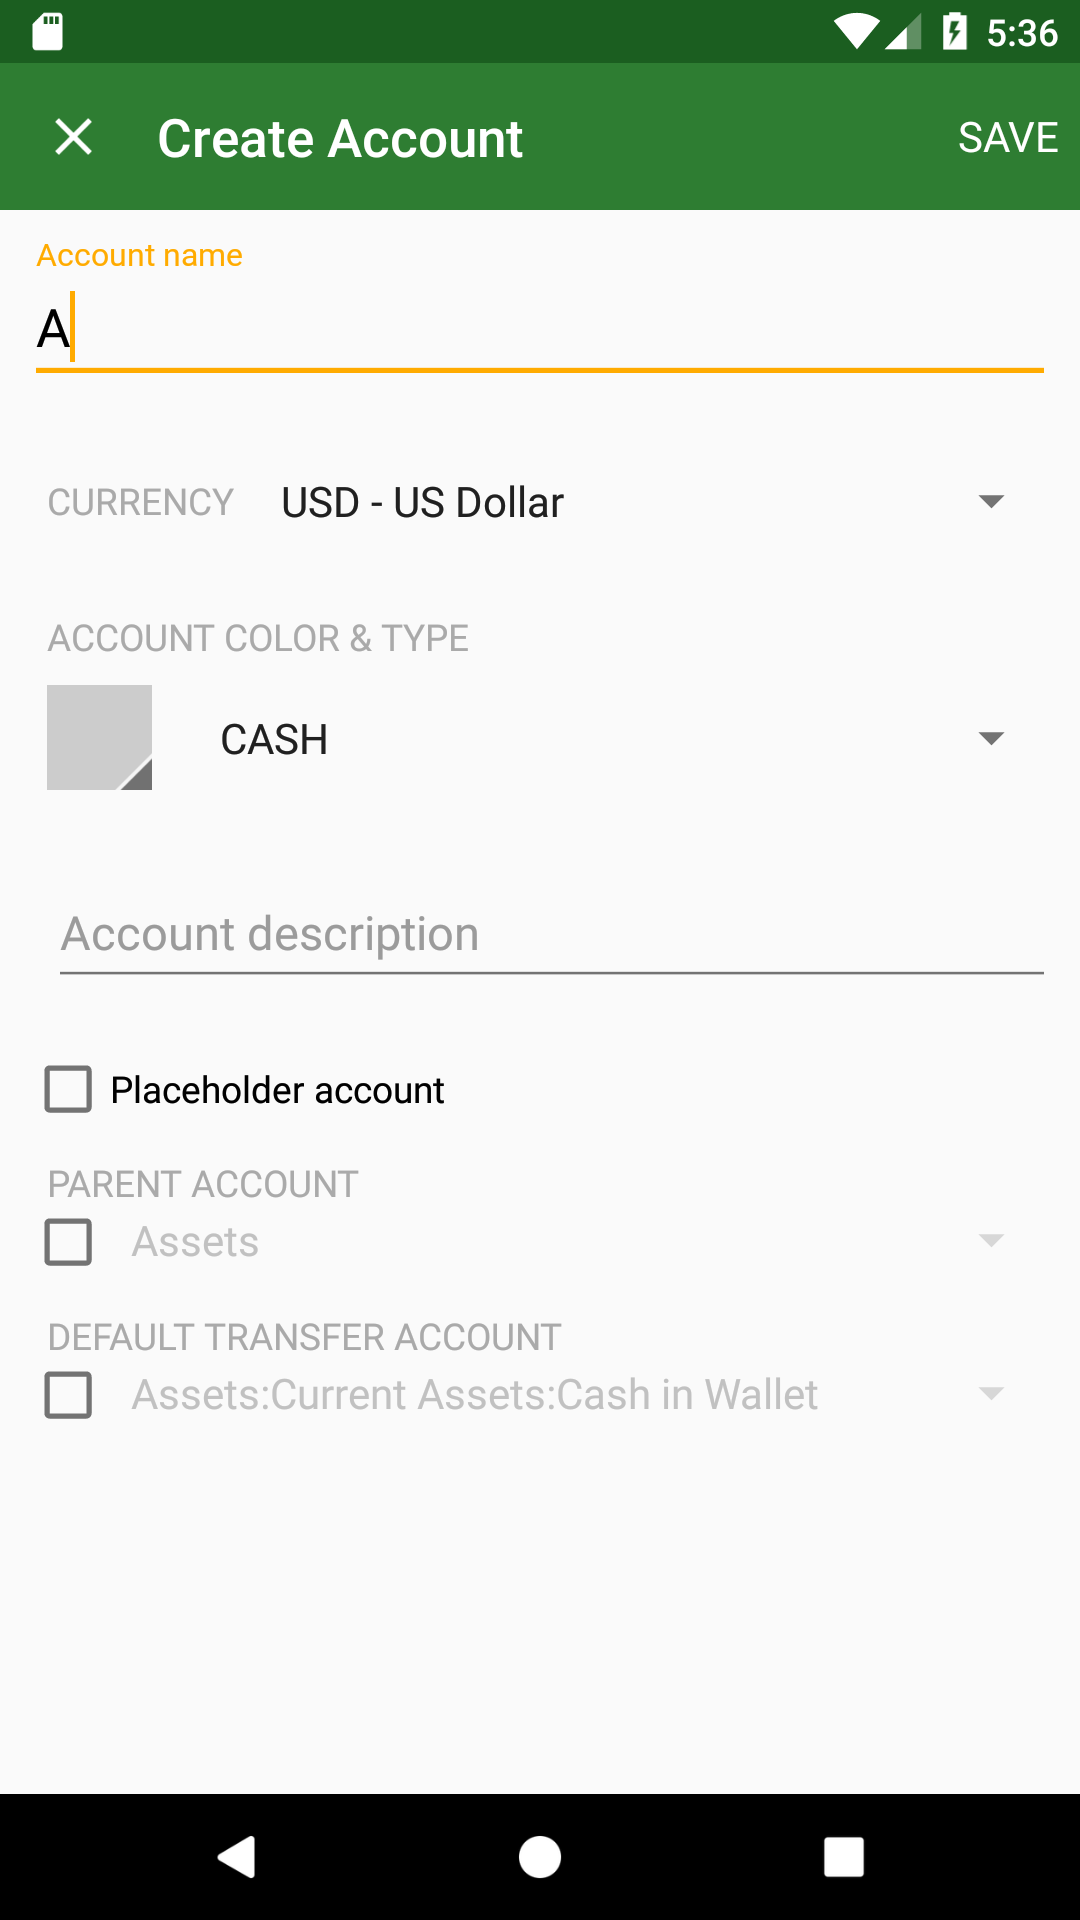 5:36
Create Account
SAVE
Account name
A
CURRENCY USD - US Dollar
ACCOUNT COLOR & TYPE
CASH
Account description
Placeholder account
PARENT ACCOUNT
Assets
DEFAULT TRANSFER ACCOUNT
Assets:Current Assets:Cash in Wallet